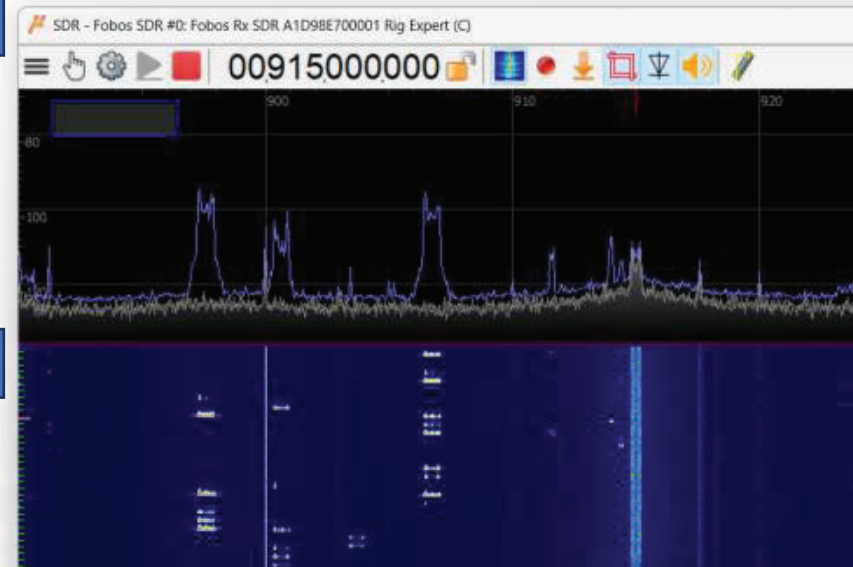 SDR - Fobos SDR #0: Fobos Rx SDR A1D98E700001 Rig Expert (C)
00915000000
900 910 920
-80
-100